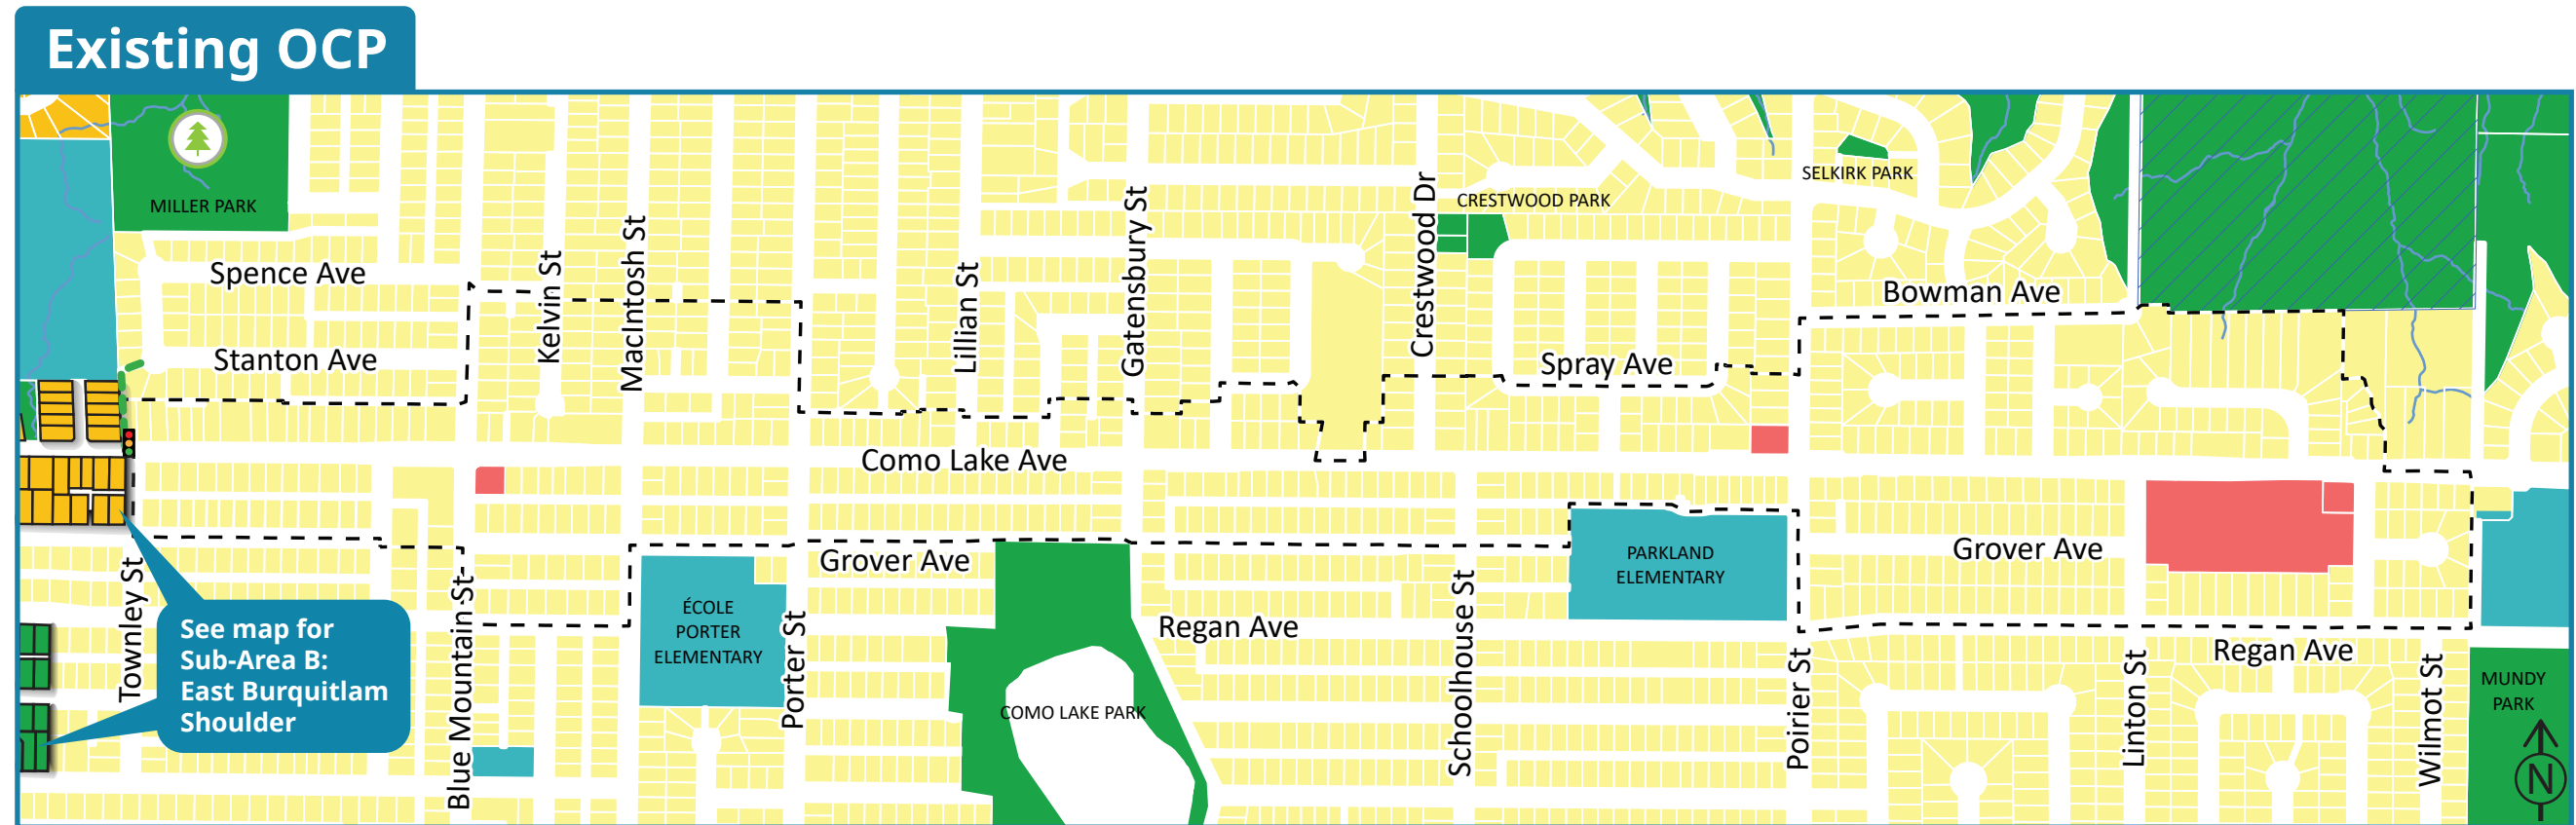 Existing OCP
MILLER PARK
SELKIRK PARK
CRESTWOOD PARK
Spence Ave
Stanton Ave
Kelvin St
MacIntosh St
Lillian St
Gatensbury St
Crestwood Dr
Bowman Ave
Spray Ave
Como Lake Ave
Grover Ave
PARKLAND
ELEMENTARY
Grover Ave
ÉCOLE
PORTER
ELEMENTARY
Townley St
See map for
Sub-Area B:
East Burquitlam
Shoulder
Blue Mountain St
Porter St
COMO LAKE PARK
Regan Ave
Schoolhouse St
Poirier St
Linton St
Regan Ave
Wilmot St
MUNDY
PARK
N